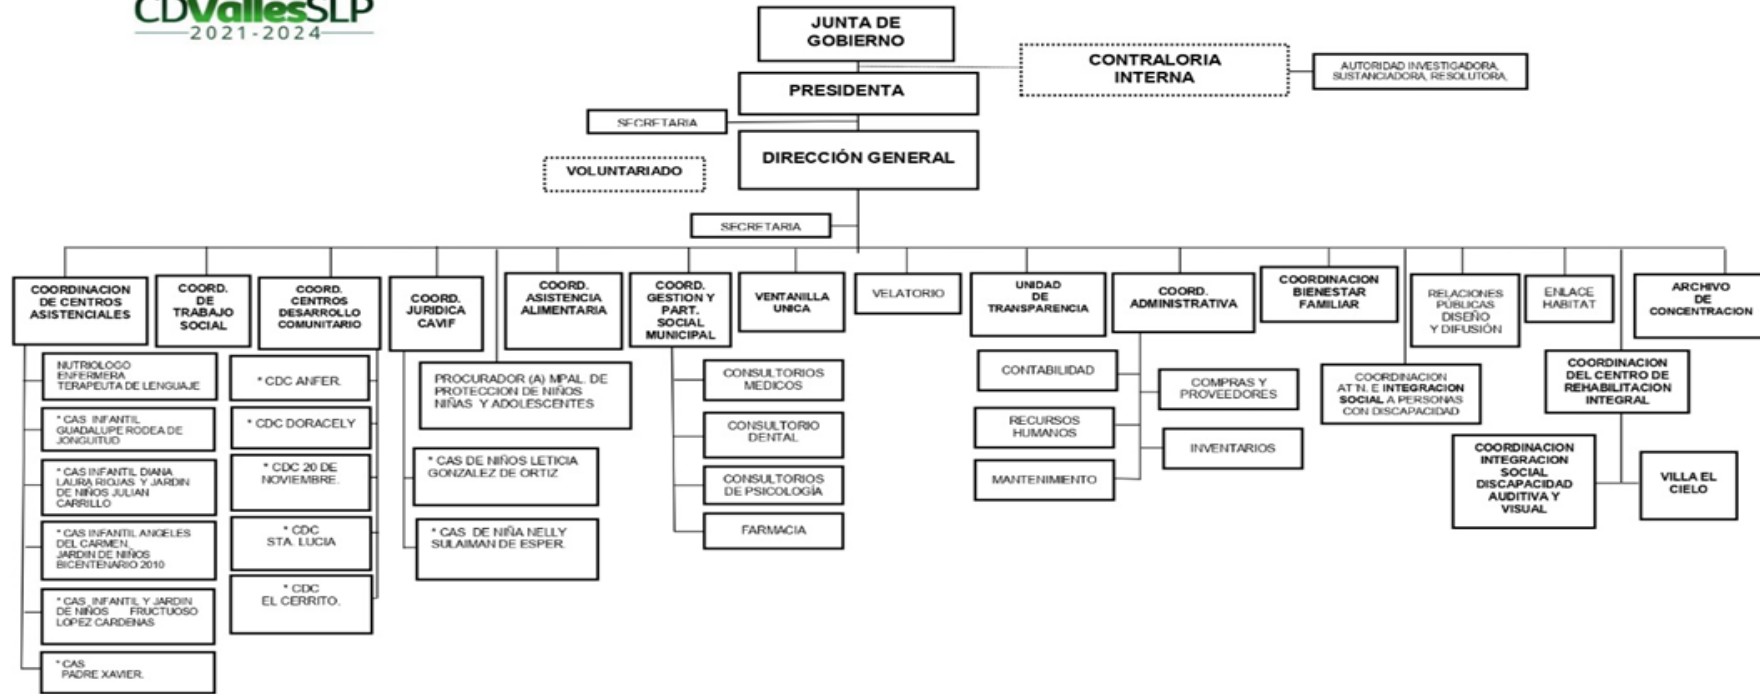 CDVallesSLP
2021-2024
JUNTA DE
GOBIERNO
CONTRALORIA
INTERNA
AUTORIDAD INVESTIGADORA,
SUSTANCIADORA, RESOLUTORA,
PRESIDENTA
SECRETARIA
DIRECCIÓN GENERAL
VOLUNTARIADO
SECRETARIA
COORDINACION
DE CENTROS
ASISTENCIALES
COORD.
DE
TRABAJO
SOCIAL
COORD.
CENTROS
DESARROLLO
COMUNITARIO
COORD.
JURIDICA
CAVIF
COORD.
ASISTENCIA
ALIMENTARIA
COORD.
GESTION Y
PART.
SOCIAL
MUNICIPAL
VENTANILLA
UNICA
VELATORIO
UNIDAD
DE
TRANSPARENCIA
COORD.
ADMINISTRATIVA
COORDINACION
BIENESTAR
FAMILIAR
RELACIONES
PÚBLICAS
DISEÑO
Y DIFUSIÓN
ENLACE
HABITAT
ARCHIVO
DE
CONCENTRACION
NUTRIOLOGO
ENFERMERA
TERAPEUTA DE LENGUAJE
* CAS INFANTIL
GUADALUPE RODEA DE
JONGUITUD
* CAS INFANTIL DIANA
LAURA RIOJAS Y JARDIN
DE NIÑOS JULIAN
CARRILLO
* CAS INFANTIL ANGELES
DEL CARMEN,
JARDIN DE NIÑOS
BICENTENARIO 2010
* CAS INFANTIL Y JARDIN
DE NIÑOS FRUCTUOSO
LOPEZ CARDENAS
* CAS
PADRE XAVIER.
* CDC ANFER.
* CDC DORACELY
* CDC 20 DE
NOVIEMBRE.
* CDC
STA. LUCIA
* CDC
EL CERRITO.
PROCURADOR (A) MPAL. DE
PROTECCION DE NIÑOS
NIÑAS Y ADOLESCENTES
* CAS DE NIÑOS LETICIA
GONZALEZ DE ORTIZ
* CAS DE NIÑA NELLY
SULAIMAN DE ESPER.
CONSULTORIOS
MEDICOS
CONSULTORIO
DENTAL
CONSULTORIOS
DE PSICOLOGÍA
FARMACIA
CONTABILIDAD
RECURSOS
HUMANOS
MANTENIMIENTO
COMPRAS Y
PROVEEDORES
INVENTARIOS
COORDINACION
AT'N. E INTEGRACION
SOCIAL A PERSONAS
CON DISCAPACIDAD
COORDINACION
DEL CENTRO DE
REHABILITACION
INTEGRAL
COORDINACION
INTEGRACION
SOCIAL
DISCAPACIDAD
AUDITIVA Y
VISUAL
VILLA EL
CIELO